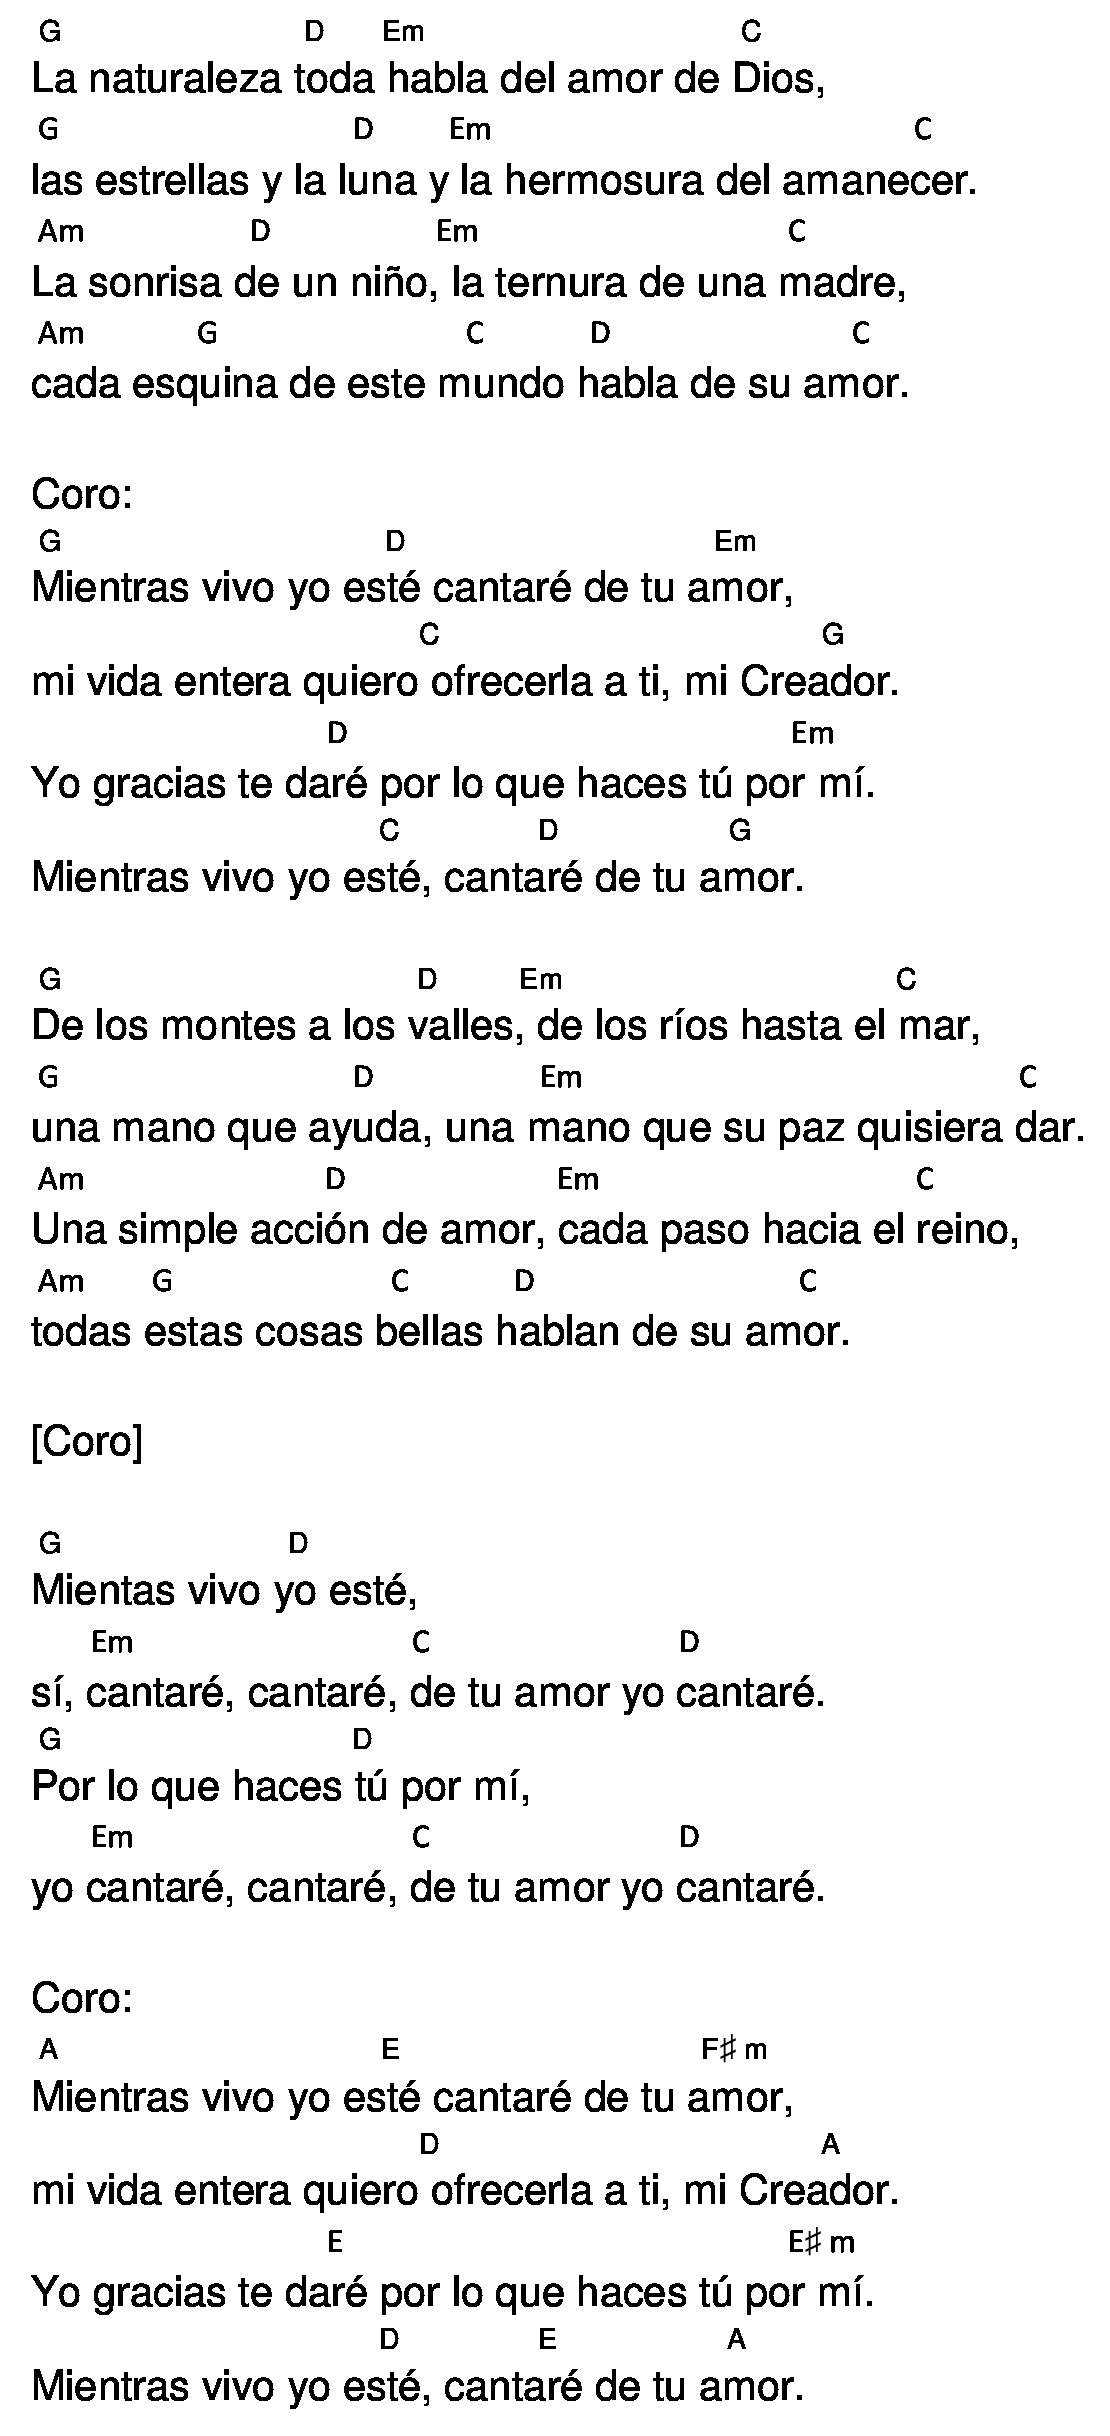 G D Em C
La naturaleza toda habla del amor de Dios,
G D Em C
las estrellas y la luna y la hermosura del amanecer.
Am D Em C
La sonrisa de un niño, la ternura de una madre,
Am G C D C
cada esquina de este mundo habla de su amor.
Coro:
G D Em
Mientras vivo yo esté cantaré de tu amor,
C G
mi vida entera quiero ofrecerla a ti, mi Creador.
D Em
Yo gracias te daré por lo que haces tú por mí.
C D G
Mientras vivo yo esté, cantaré de tu amor.
G D Em C
De los montes a los valles, de los ríos hasta el mar,
G D Em C
una mano que ayuda, una mano que su paz quisiera dar.
Am D Em C
Una simple acción de amor, cada paso hacia el reino,
Am G C D C
todas estas cosas bellas hablan de su amor.
[Coro]
G D
Mientas vivo yo esté,
Em C D
sí, cantaré, cantaré, de tu amor yo cantaré.
G D
Por lo que haces tú por mí,
Em C D
yo cantaré, cantaré, de tu amor yo cantaré.
Coro:
A E F♯ m
Mientras vivo yo esté cantaré de tu amor,
D A
mi vida entera quiero ofrecerla a ti, mi Creador.
E E♯ m
Yo gracias te daré por lo que haces tú por mí.
D E A
Mientras vivo yo esté, cantaré de tu amor.